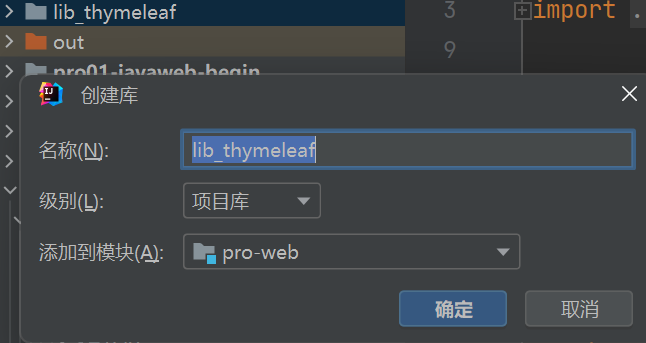 lib_thymeleaf
3
import .
out
9
pro01-javaweb-begin
创建库
名称(N):
lib_thymeleaf
级别(L):
项目库
添加到模块(A):
pro-web
确定
取消